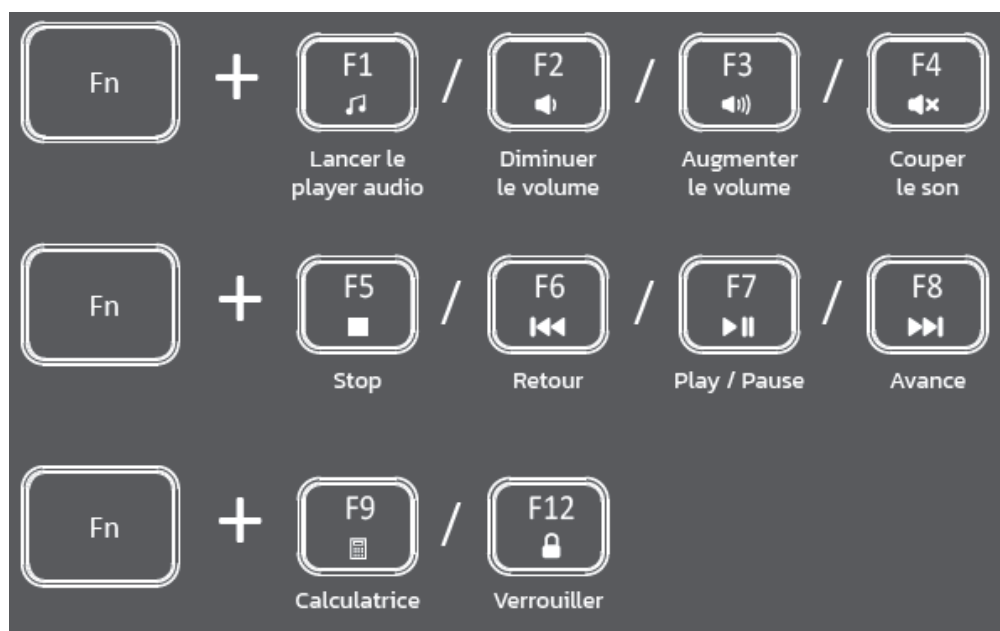 Fn + F1 / F2 / F3 / F4
Lancer le Diminuer Augmenter Couper
player audio le volume le volume le son
Fn + F5 / F6 / F7 / F8
Stop Retour Play / Pause Avance
Fn + F9 / F12
Calculatrice Verrouiller